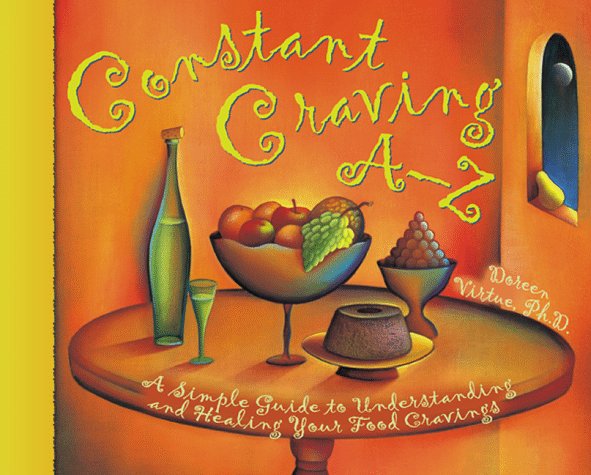 Constant
Craving
A-Z
Doreen
Virtue, Ph.D.
A Simple Guide to Understanding
and Healing Your Food Cravings